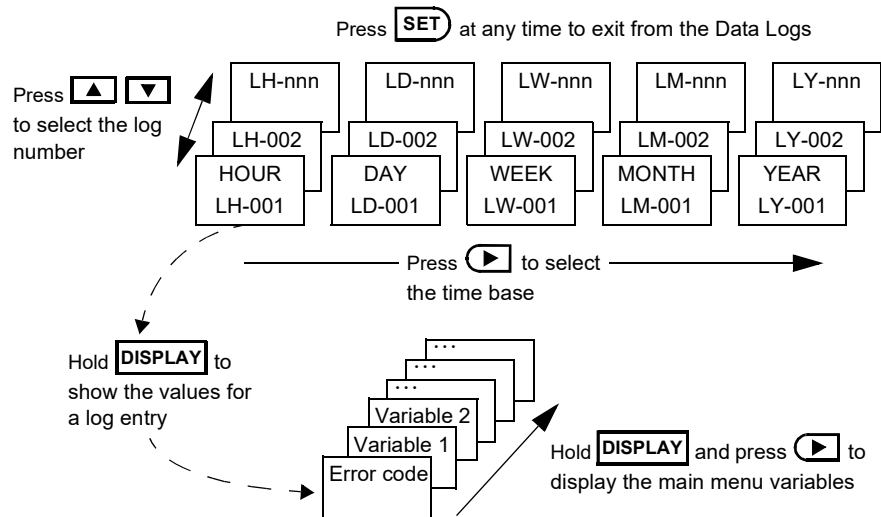 Press SET at any time to exit from the Data Logs
Press ▲ ▼
to select the log
number
LH-nnn LD-nnn LW-nnn LM-nnn LY-nnn
LH-002 LD-002 LW-002 LM-002 LY-002
HOUR DAY WEEK MONTH YEAR
LH-001 LD-001 LW-001 LM-001 LY-001
Press ► to select
the time base
Hold DISPLAY to
show the values for
a log entry
...
...
...
Variable 2
Variable 1
Error code
Hold DISPLAY and press ► to
display the main menu variables